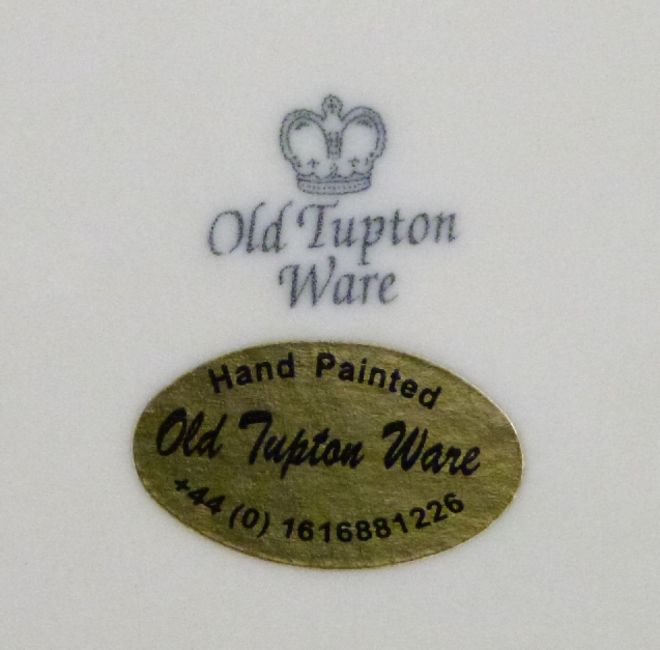 Old Tupton
Ware
Hand Painted
Old Tupton Ware
+44 (0) 1616881226